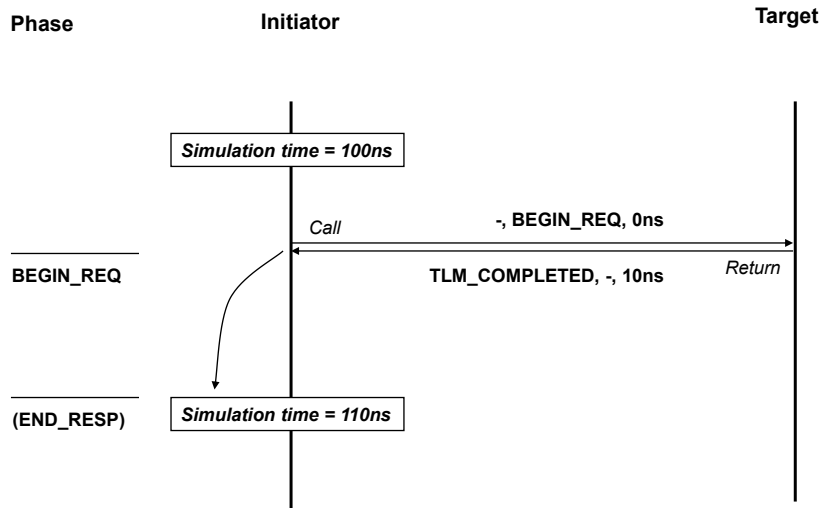 Phase
Initiator
Target
Simulation time = 100ns
Call
-, BEGIN_REQ, 0ns
BEGIN_REQ
TLM_COMPLETED, -, 10ns
Return
(END_RESP)
Simulation time = 110ns